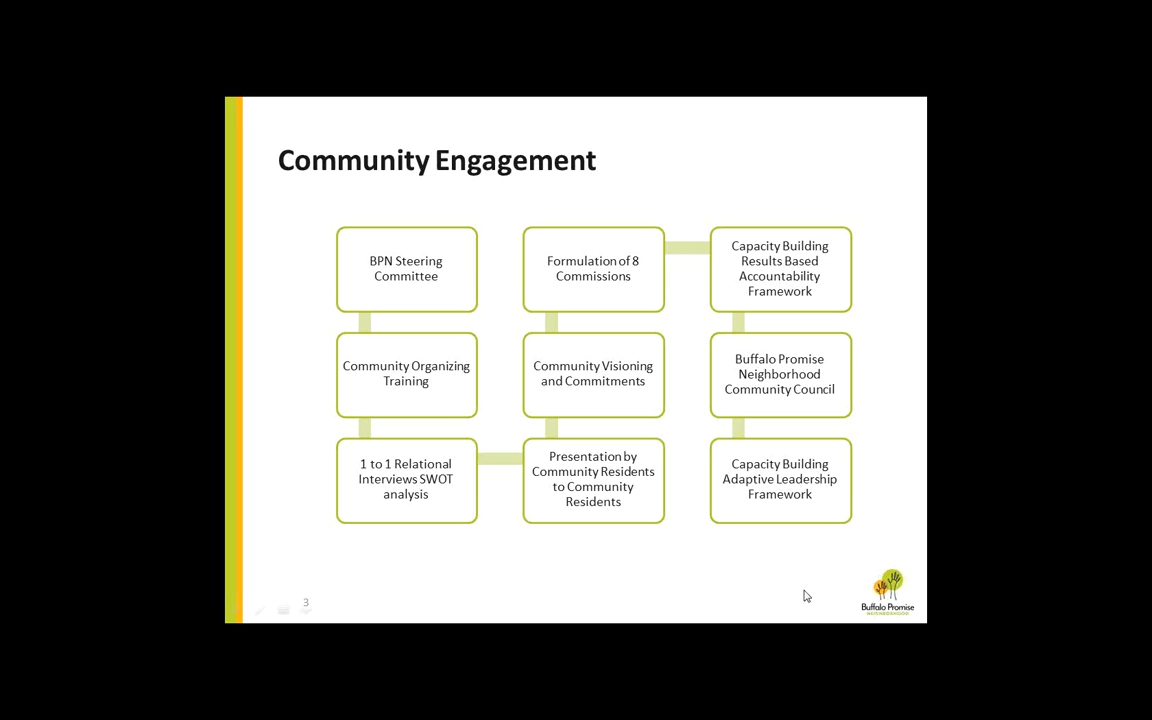 Community Engagement
BPN Steering
Committee
Community Organizing
Training
1 to 1 Relational
Interviews SWOT
analysis
Presentation by
Community Residents
to Community
Residents
Community Visioning
and Commitments
Formulation of 8
Commissions
Capacity Building
Results Based
Accountability
Framework
Buffalo Promise
Neighborhood
Community Council
Capacity Building
Adaptive Leadership
Framework
3
Buffalo Promise